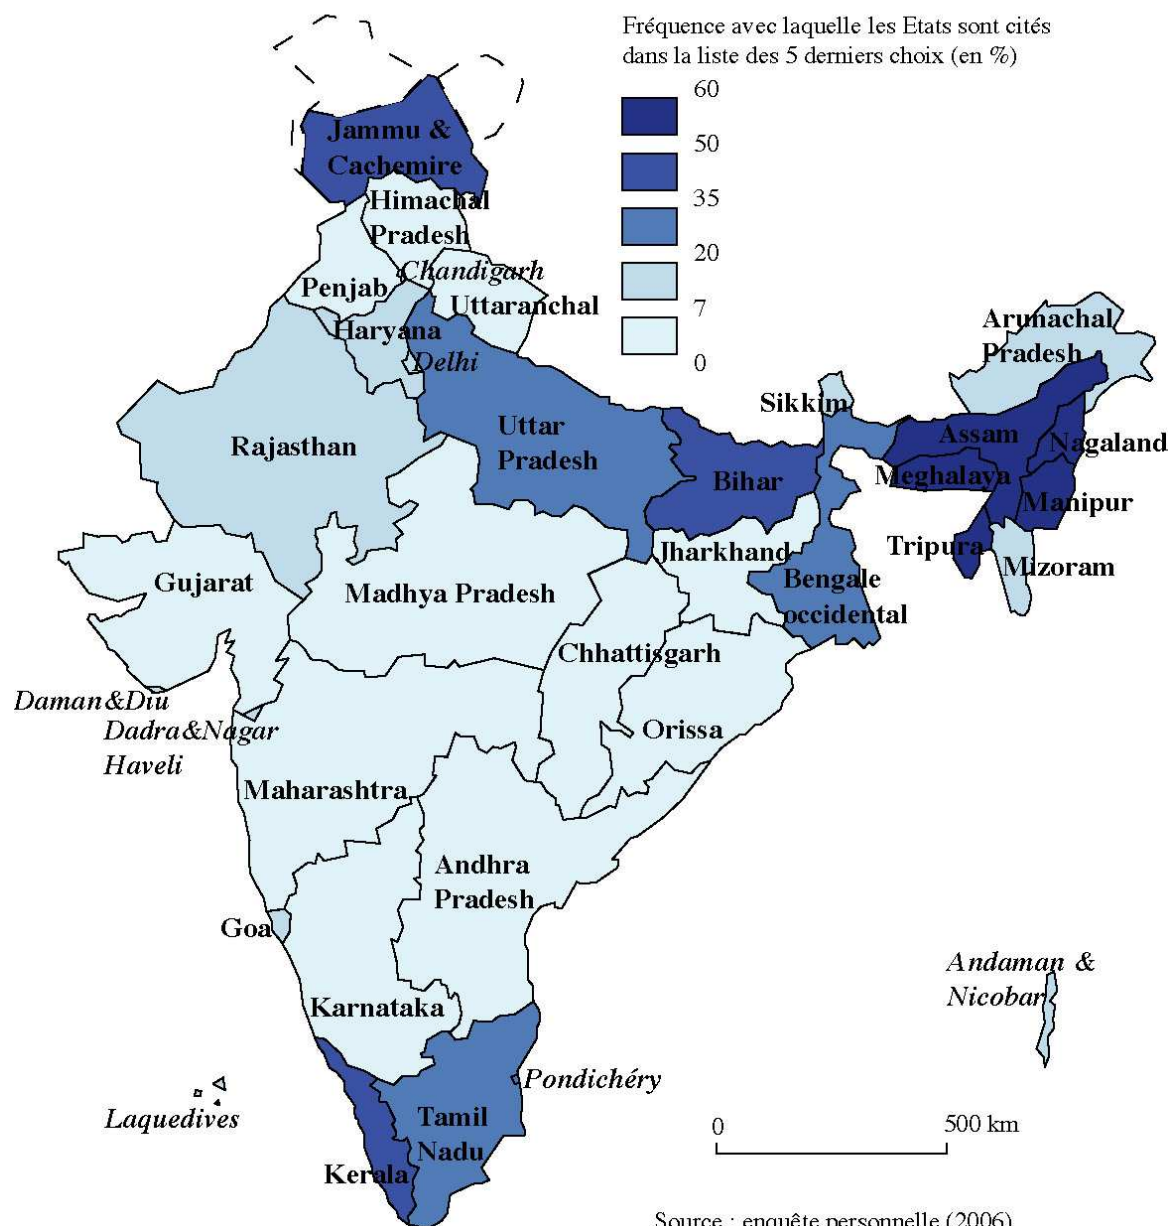 Fréquence avec laquelle les Etats sont cités
dans la liste des 5 derniers choix (en %)
60
50
35
20
7
0
Jammu &
Cachemire
Himachal
Pradesh
Chandigarh
Penjab
Uttaranchal
Haryana
Delhi
Arunachal
Pradesh
Sikkim
Rajasthan
Uttar
Pradesh
Bihar
Assam
Nagaland
Meghalaya
Manipur
Tripura
Mizoram
Jharkhand
Bengale
occidental
Gujarat
Madhya Pradesh
Chhattisgarh
Daman&Diu
Dadra&Nagar
Haveli
Orissa
Maharashtra
Andhra
Pradesh
Goa
Karnataka
Andaman &
Nicobar
Pondichéry
Laquedives
Tamil
Nadu
Kerala
0 500 km
Source : enquête personnelle (2006)